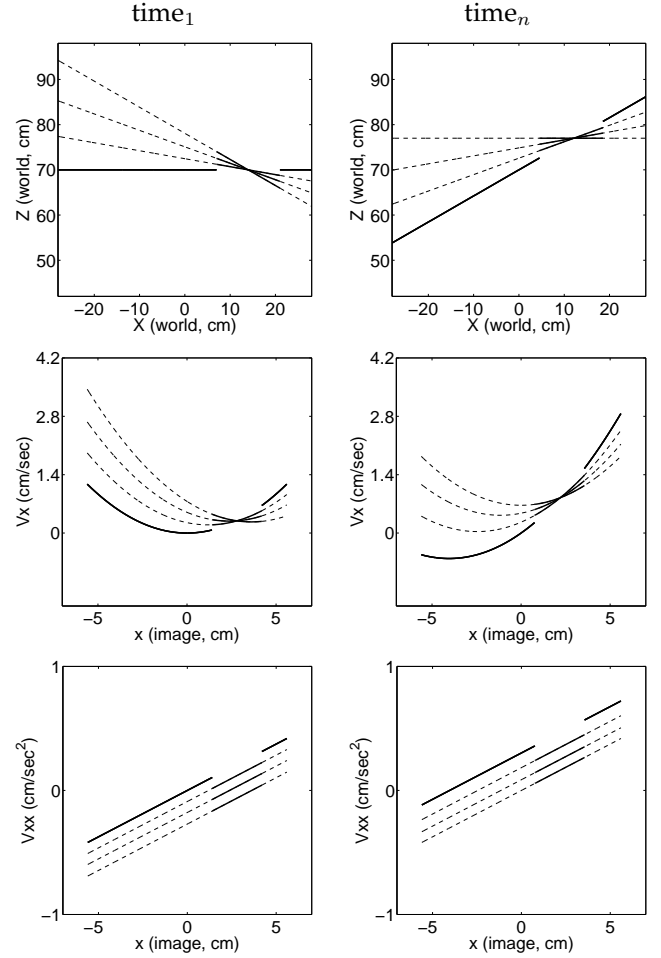 time₁ timeₙ
90
80
70
60
50
Z (world, cm)
−20 −10 0 10 20
X (world, cm)
90
80
70
60
50
Z (world, cm)
−20 −10 0 10 20
X (world, cm)
4.2
2.8
1.4
0
Vx (cm/sec)
−5 0 5
x (image, cm)
4.2
2.8
1.4
0
Vx (cm/sec)
−5 0 5
x (image, cm)
1
0
−1
Vxx (cm/sec²)
−5 0 5
x (image, cm)
1
0
−1
Vxx (cm/sec²)
−5 0 5
x (image, cm)